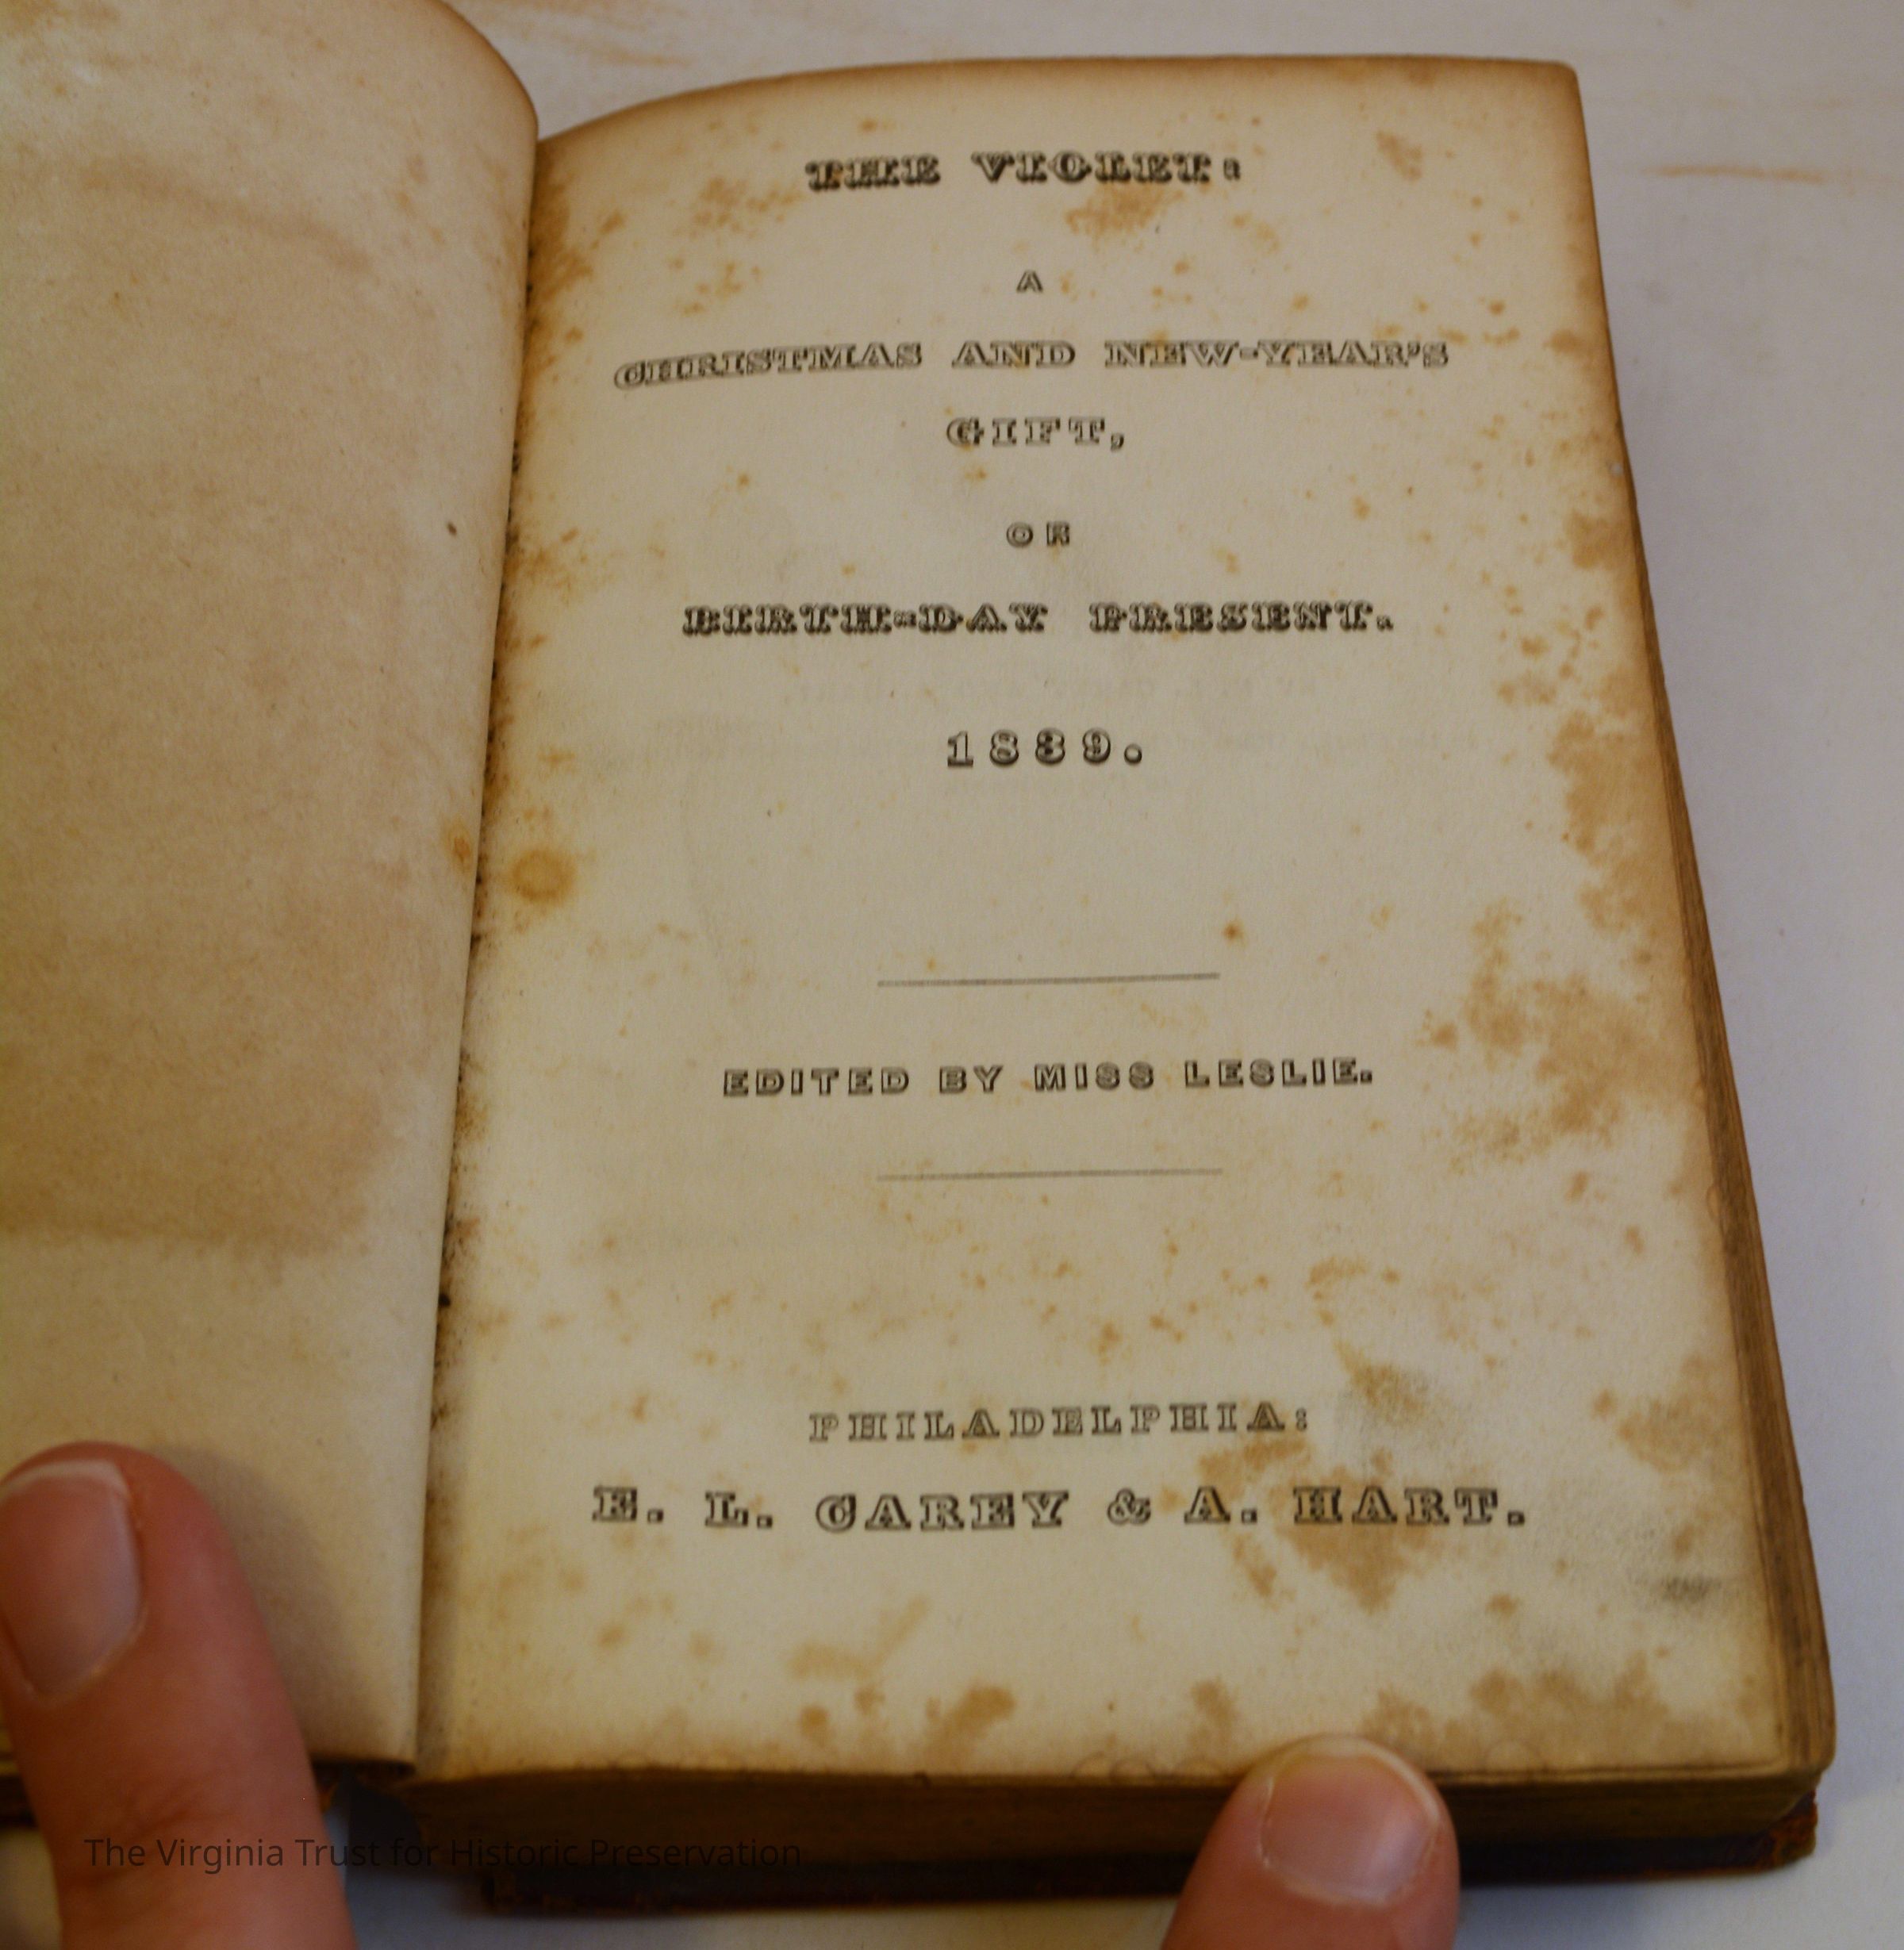 THE VIOLET:
A
CHRISTMAS AND NEW-YEAR'S
GIFT,
OR
BIRTH-DAY PRESENT.
1839.
EDITED BY MISS LESLIE.
PHILADELPHIA:
E. L. CAREY & A. HART.
The Virginia Trust for Historic Preservation